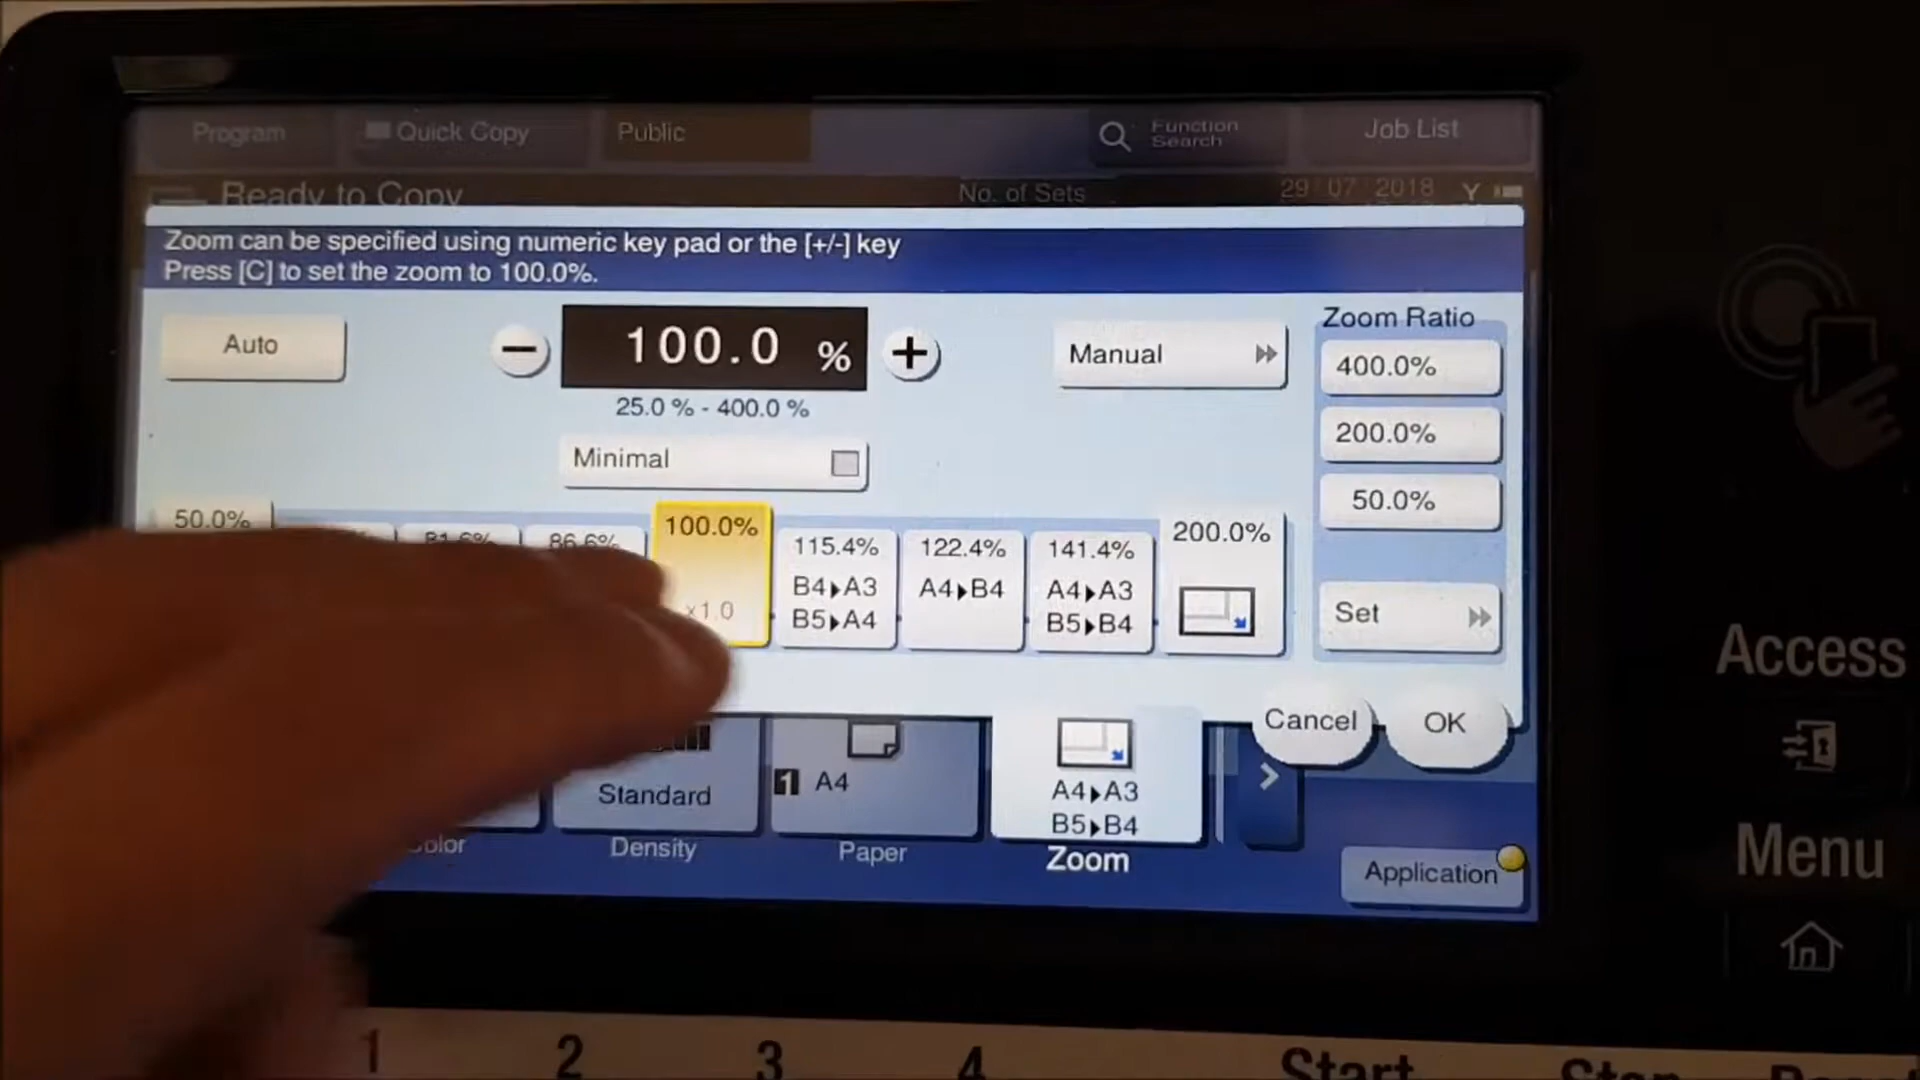 Program
Quick Copy
Public
Function
Search
Job List
Ready to Copy
No. of Sets
29 07 2018
Y
Zoom can be specified using numeric key pad or the [+/-] key
Press [C] to set the zoom to 100.0%.
Auto
−
100.0 %
+
25.0 % - 400.0 %
Minimal
Manual
Zoom Ratio
400.0%
200.0%
50.0%
Set
50.0%
81.6%
86.6%
100.0%
x1.0
115.4%
B4▶A3
B5▶A4
122.4%
A4▶B4
141.4%
A4▶A3
B5▶B4
200.0%
Cancel
OK
Standard
Density
1 A4
Paper
A4▶A3
B5▶B4
Zoom
Application
Access
Menu
1
2
3
4
Start